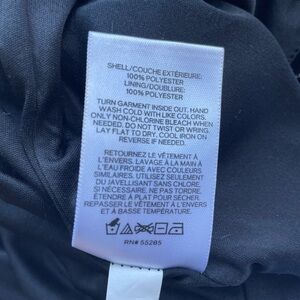 SHELL/COUCHE EXTÉRIEURE:
100% POLYESTER
LINING/DOUBLURE:
100% POLYESTER
TURN GARMENT INSIDE OUT. HAND
WASH COLD WITH LIKE COLORS.
ONLY NON-CHLORINE BLEACH WHEN
NEEDED. DO NOT TWIST OR WRING.
LAY FLAT TO DRY. COOL IRON ON
REVERSE IF NEEDED.
RETOURNEZ LE VÊTEMENT À
L'ENVERS. LAVAGE À LA MAIN À
L'EAU FROIDE AVEC COULEURS
SIMILAIRES. UTILISEZ SEULEMENT
DU JAVELLISANT SANS CHLORE,
SI NÉCESSAIRE. NE PAS TORDRE.
ÉTENDRE À PLAT POUR SÉCHER.
REPASSER LE VÊTEMENT À L'ENVERS
ET À BASSE TEMPÉRATURE.
RN# 55285